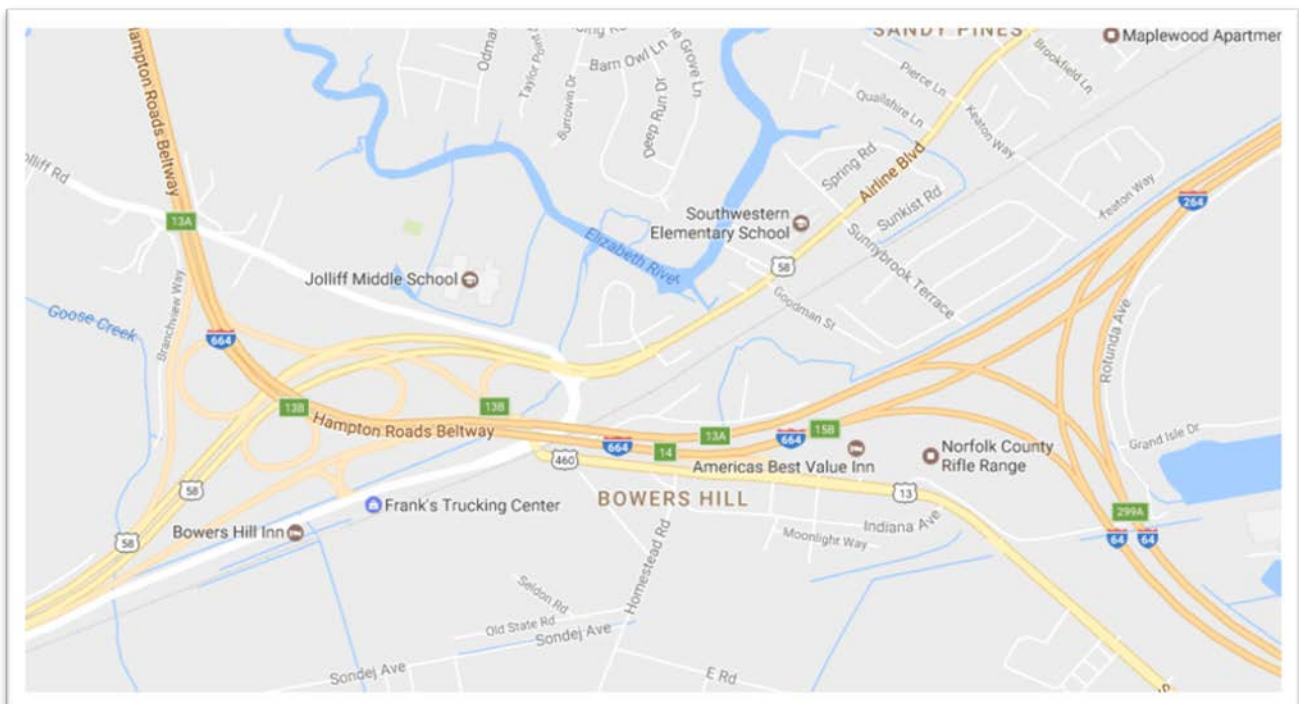 SANDY PINES
Maplewood Apartmer
Hampton Roads Beltway
Odman
Taylor Point
Barn Owl Ln
Burrowin Dr
Deep Run Dr
Grove Ln
Pierce Ln
Brookfield Ln
Quailshire Ln
Keaton Way
Airline Blvd
Spring Rd
Jolliff Rd
Sunkist Rd
Featon Way
264
13A
Southwestern
Elementary School
Sunnybrook Terrace
Elizabeth River
58
Jolliff Middle School
Goodman St
Goose Creek
Branchview Way
Rotunda Ave
664
13B
13B
Hampton Roads Beltway
664
14
13A
664
15B
460
Americas Best Value Inn
Norfolk County
Rifle Range
Grand Isle Dr
58
Frank's Trucking Center
BOWERS HILL
13
Indiana Ave
Moonlight Way
299A
58
Bowers Hill Inn
64
64
Homestead Rd
Seldon Rd
Old State Rd
Sondej Ave
Sondej Ave
E Rd